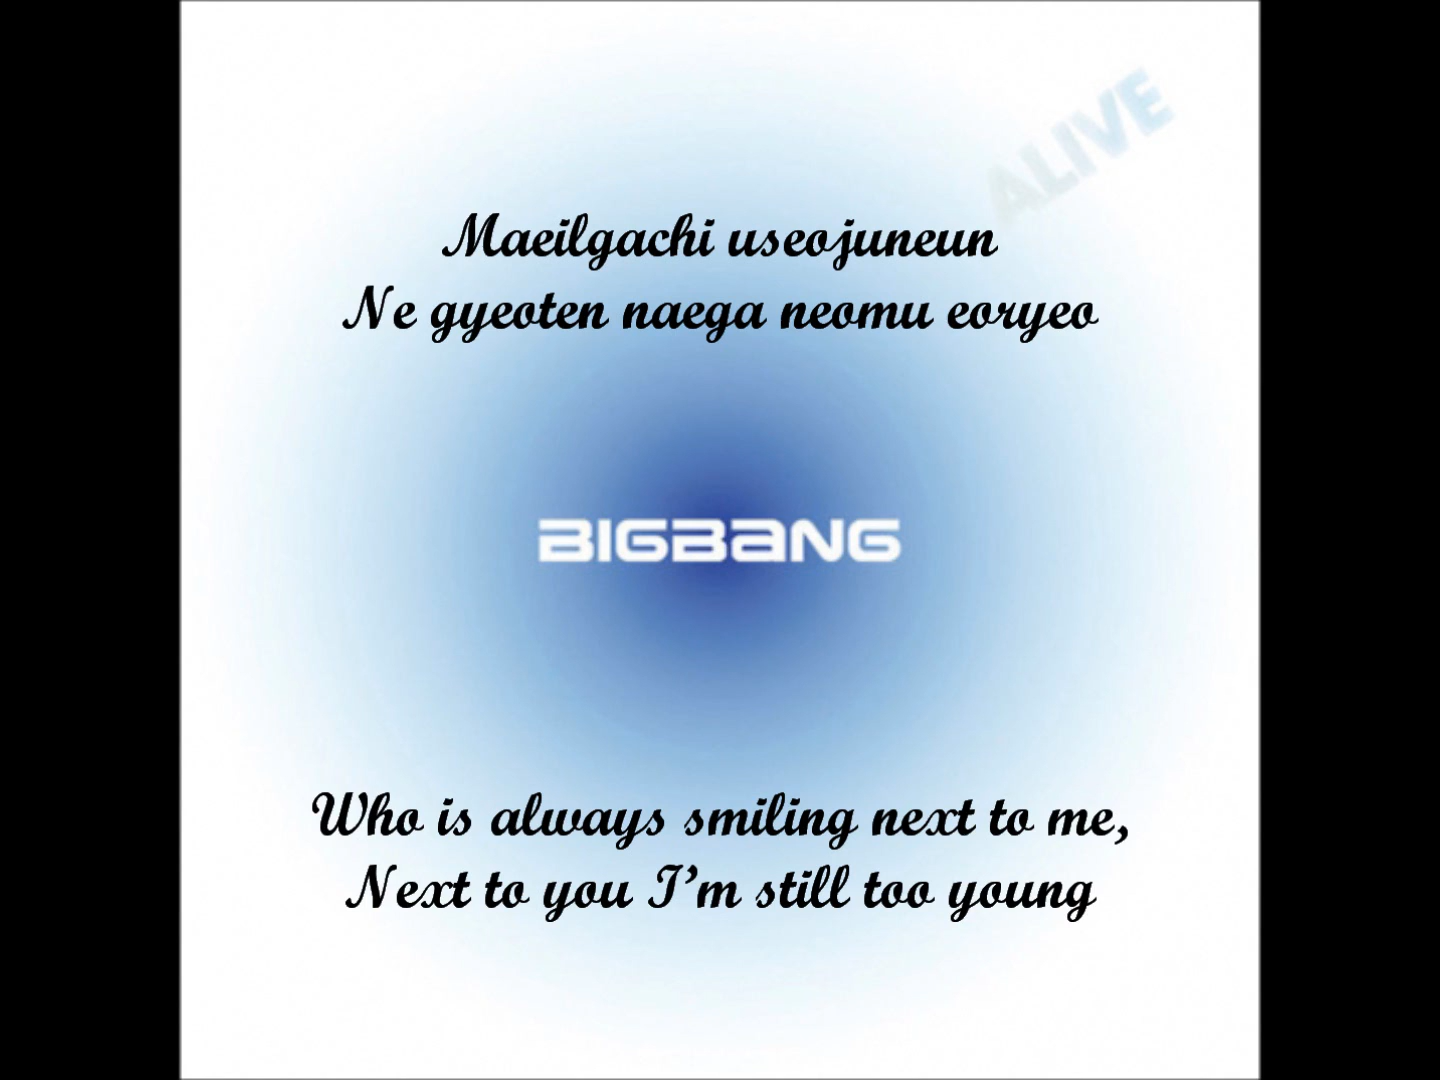 ALIVE
Maeilgachi useojuneun
Ne gyeoten naega neomu eoryeo
BIGBANG
Who is always smiling next to me,
Next to you I'm still too young